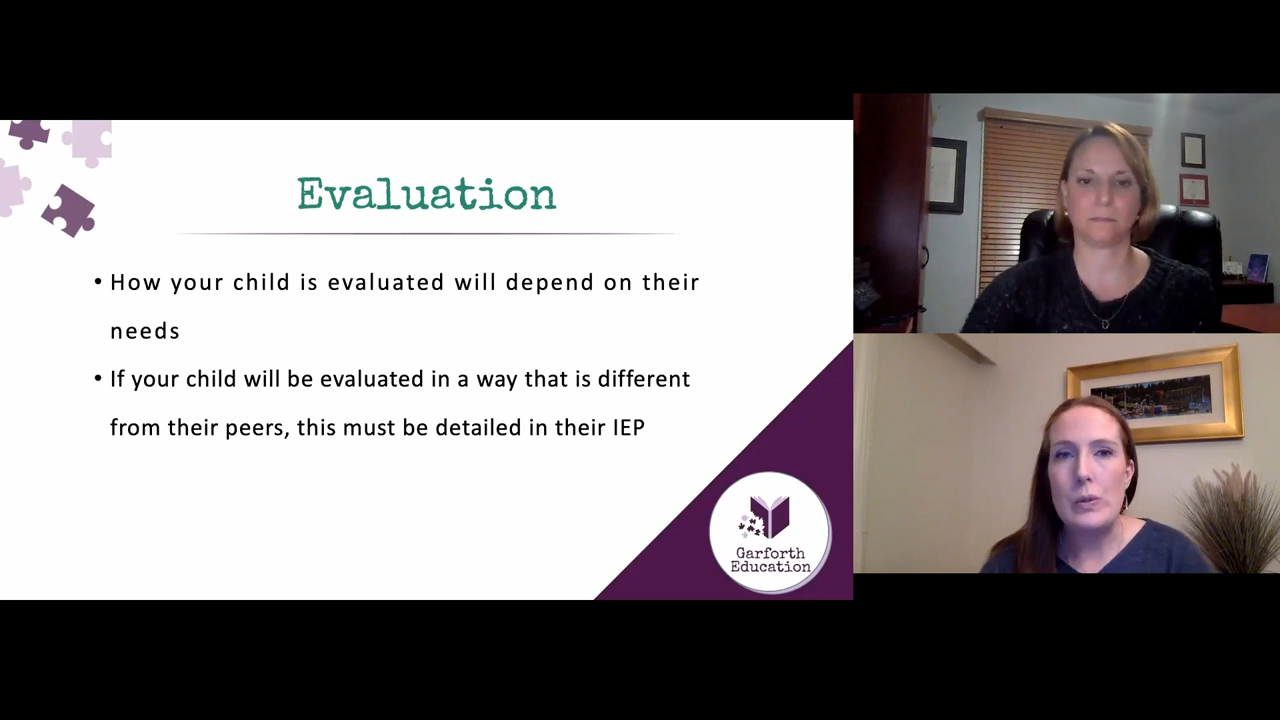 Evaluation
• How your child is evaluated will depend on their
needs
• If your child will be evaluated in a way that is different
from their peers, this must be detailed in their IEP
Garforth
Education